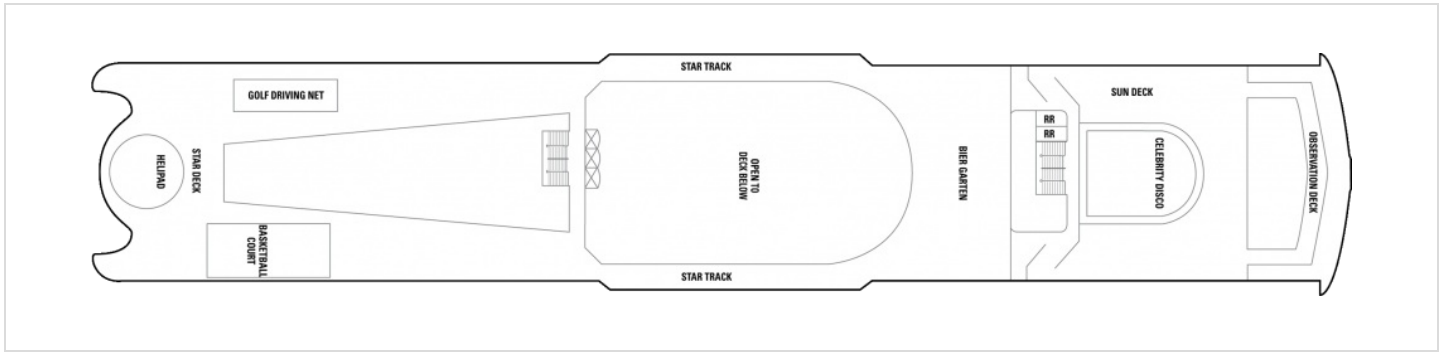 STAR TRACK
GOLF DRIVING NET
SUN DECK
RR
RR
HELIPAD
STAR DECK
OPEN TO
DECK BELOW
BIER GARTEN
CELEBRITY DISCO
OBSERVATION DECK
BASKETBALL
COURT
STAR TRACK